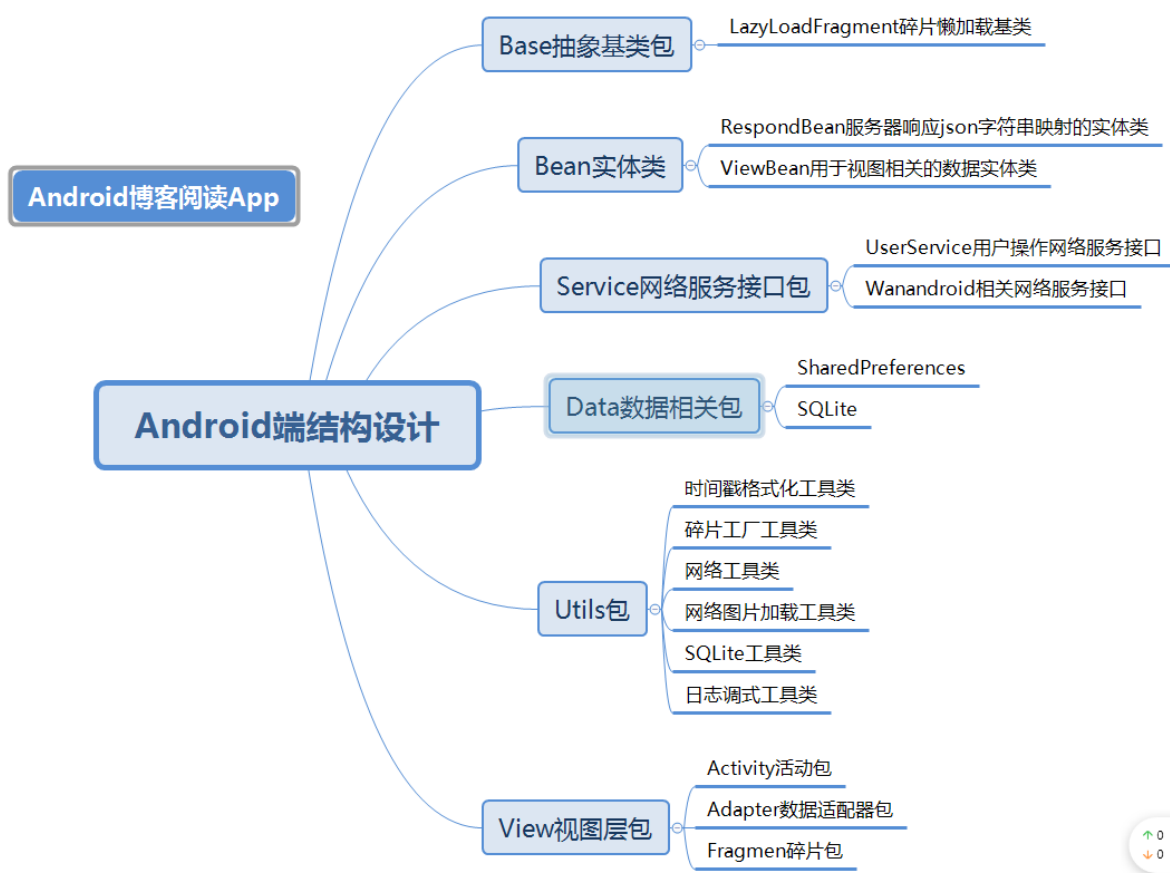 Android博客阅读App
Android端结构设计
Base抽象基类包
LazyLoadFragment碎片懒加载基类
Bean实体类
RespondBean服务器响应json字符串映射的实体类
ViewBean用于视图相关的数据实体类
Service网络服务接口包
UserService用户操作网络服务接口
Wanandroid相关网络服务接口
Data数据相关包
SharedPreferences
SQLite
Utils包
时间戳格式化工具类
碎片工厂工具类
网络工具类
网络图片加载工具类
SQLite工具类
日志调式工具类
View视图层包
Activity活动包
Adapter数据适配器包
Fragmen碎片包
↑ 0
↓ 0